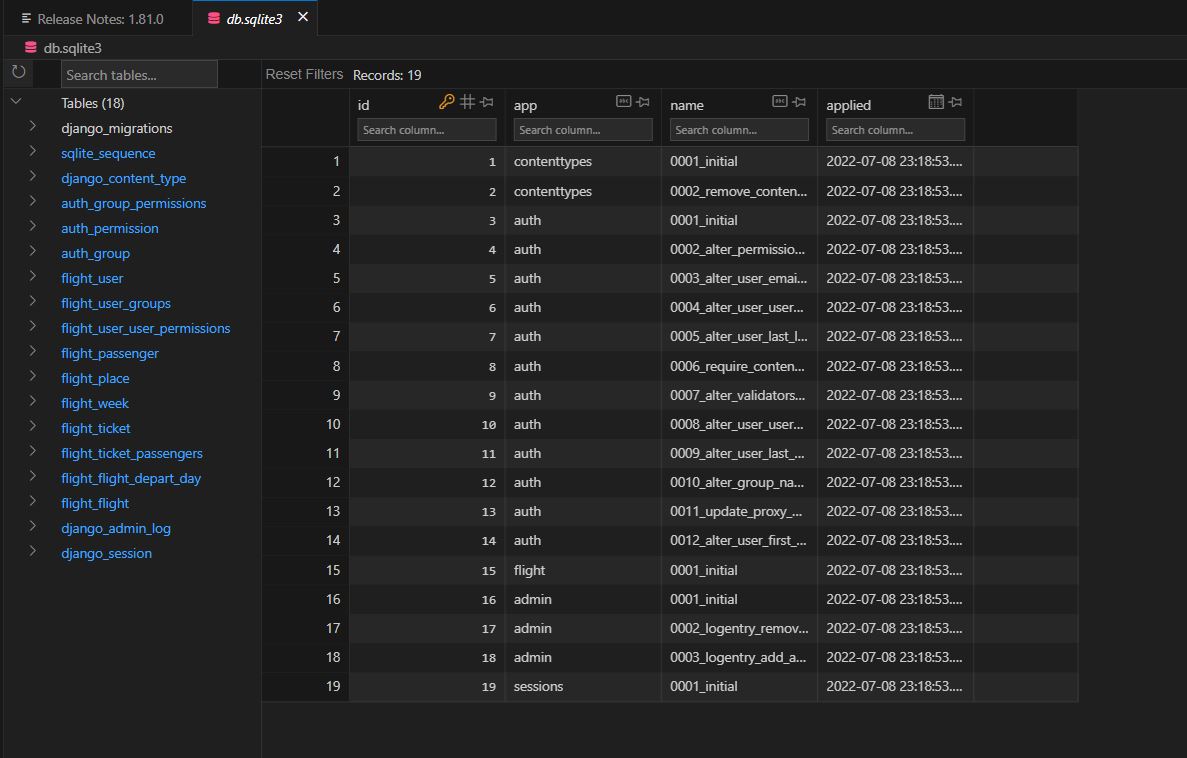 Release Notes: 1.81.0
db.sqlite3
db.sqlite3
Search tables...
Reset Filters Records: 19
Tables (18)
django_migrations
sqlite_sequence
django_content_type
auth_group_permissions
auth_permission
auth_group
flight_user
flight_user_groups
flight_user_user_permissions
flight_passenger
flight_place
flight_week
flight_ticket
flight_ticket_passengers
flight_flight_depart_day
flight_flight
django_admin_log
django_session
id app name applied
Search column... Search column... Search column... Search column...
1 1 contenttypes 0001_initial 2022-07-08 23:18:53....
2 2 contenttypes 0002_remove_conten... 2022-07-08 23:18:53....
3 3 auth 0001_initial 2022-07-08 23:18:53....
4 4 auth 0002_alter_permissio... 2022-07-08 23:18:53....
5 5 auth 0003_alter_user_emai... 2022-07-08 23:18:53....
6 6 auth 0004_alter_user_user... 2022-07-08 23:18:53....
7 7 auth 0005_alter_user_last_l... 2022-07-08 23:18:53....
8 8 auth 0006_require_conten... 2022-07-08 23:18:53....
9 9 auth 0007_alter_validators... 2022-07-08 23:18:53....
10 10 auth 0008_alter_user_user... 2022-07-08 23:18:53....
11 11 auth 0009_alter_user_last_... 2022-07-08 23:18:53....
12 12 auth 0010_alter_group_na... 2022-07-08 23:18:53....
13 13 auth 0011_update_proxy_... 2022-07-08 23:18:53....
14 14 auth 0012_alter_user_first_... 2022-07-08 23:18:53....
15 15 flight 0001_initial 2022-07-08 23:18:53....
16 16 admin 0001_initial 2022-07-08 23:18:53....
17 17 admin 0002_logentry_remov... 2022-07-08 23:18:53....
18 18 admin 0003_logentry_add_a... 2022-07-08 23:18:53....
19 19 sessions 0001_initial 2022-07-08 23:18:53....